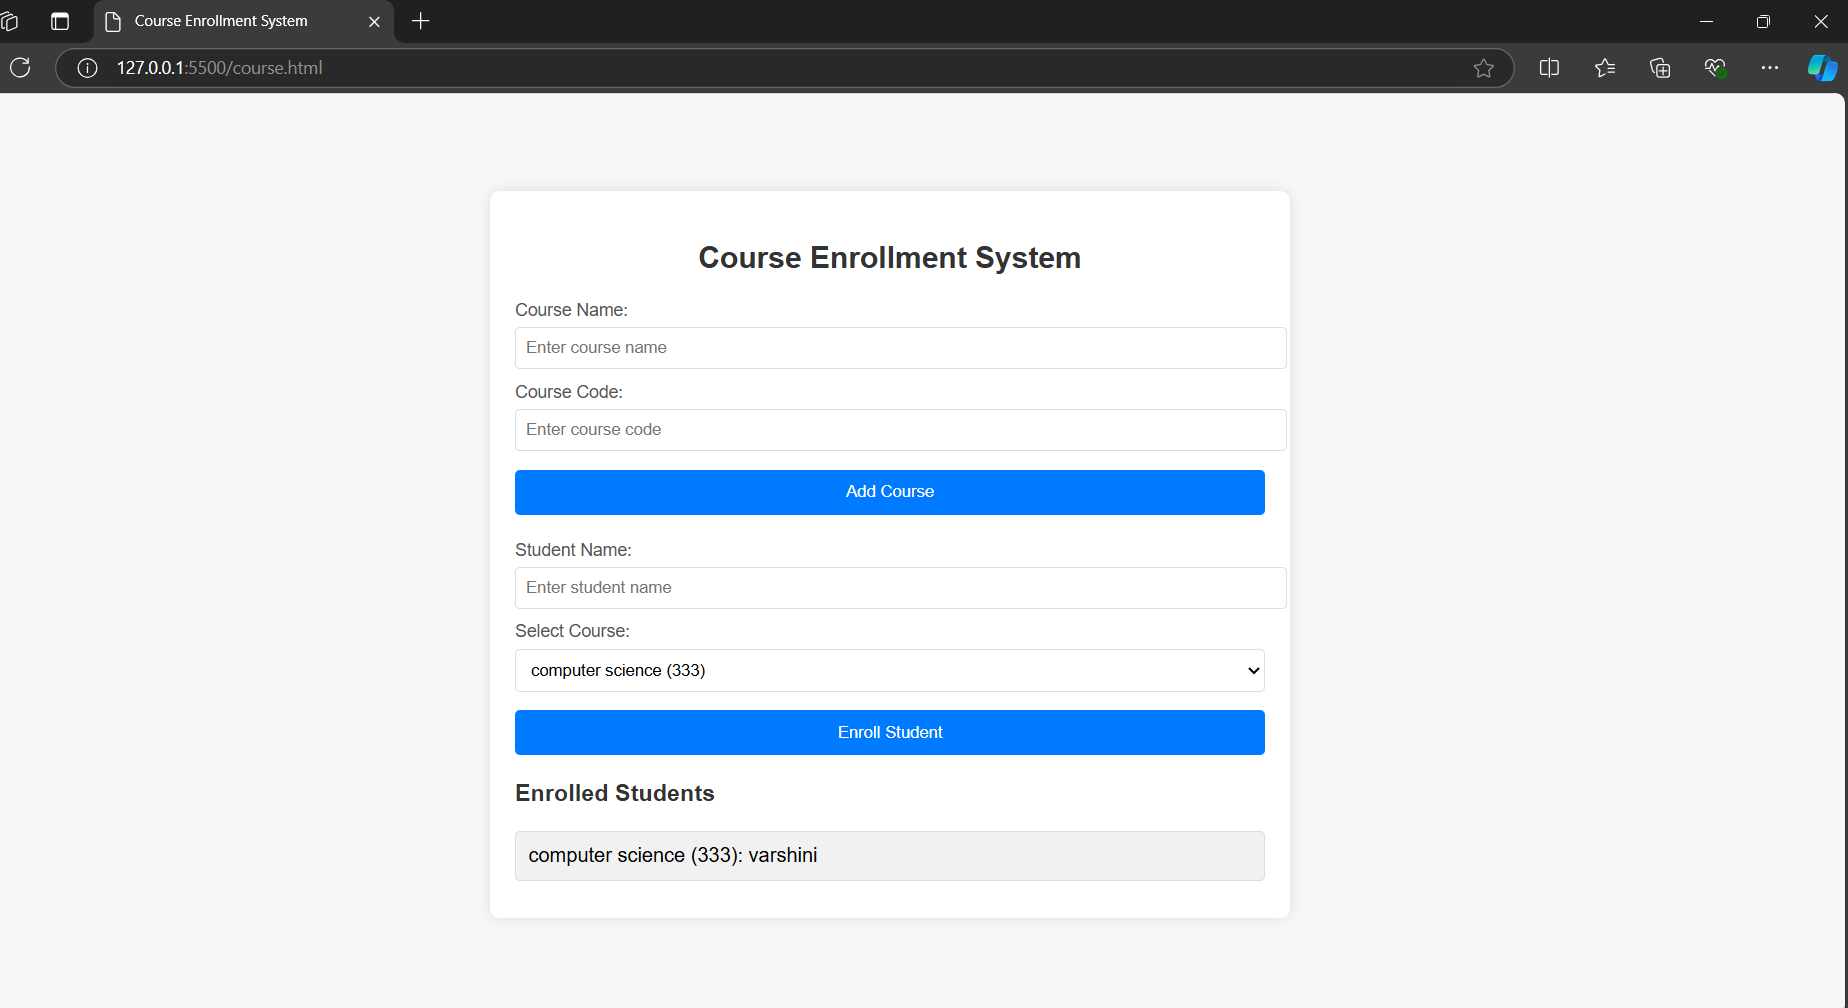 Course Enrollment System
127.0.0.1:5500/course.html
Course Enrollment System
Course Name:
Enter course name
Course Code:
Enter course code
Add Course
Student Name:
Enter student name
Select Course:
computer science (333)
Enroll Student
Enrolled Students
computer science (333): varshini